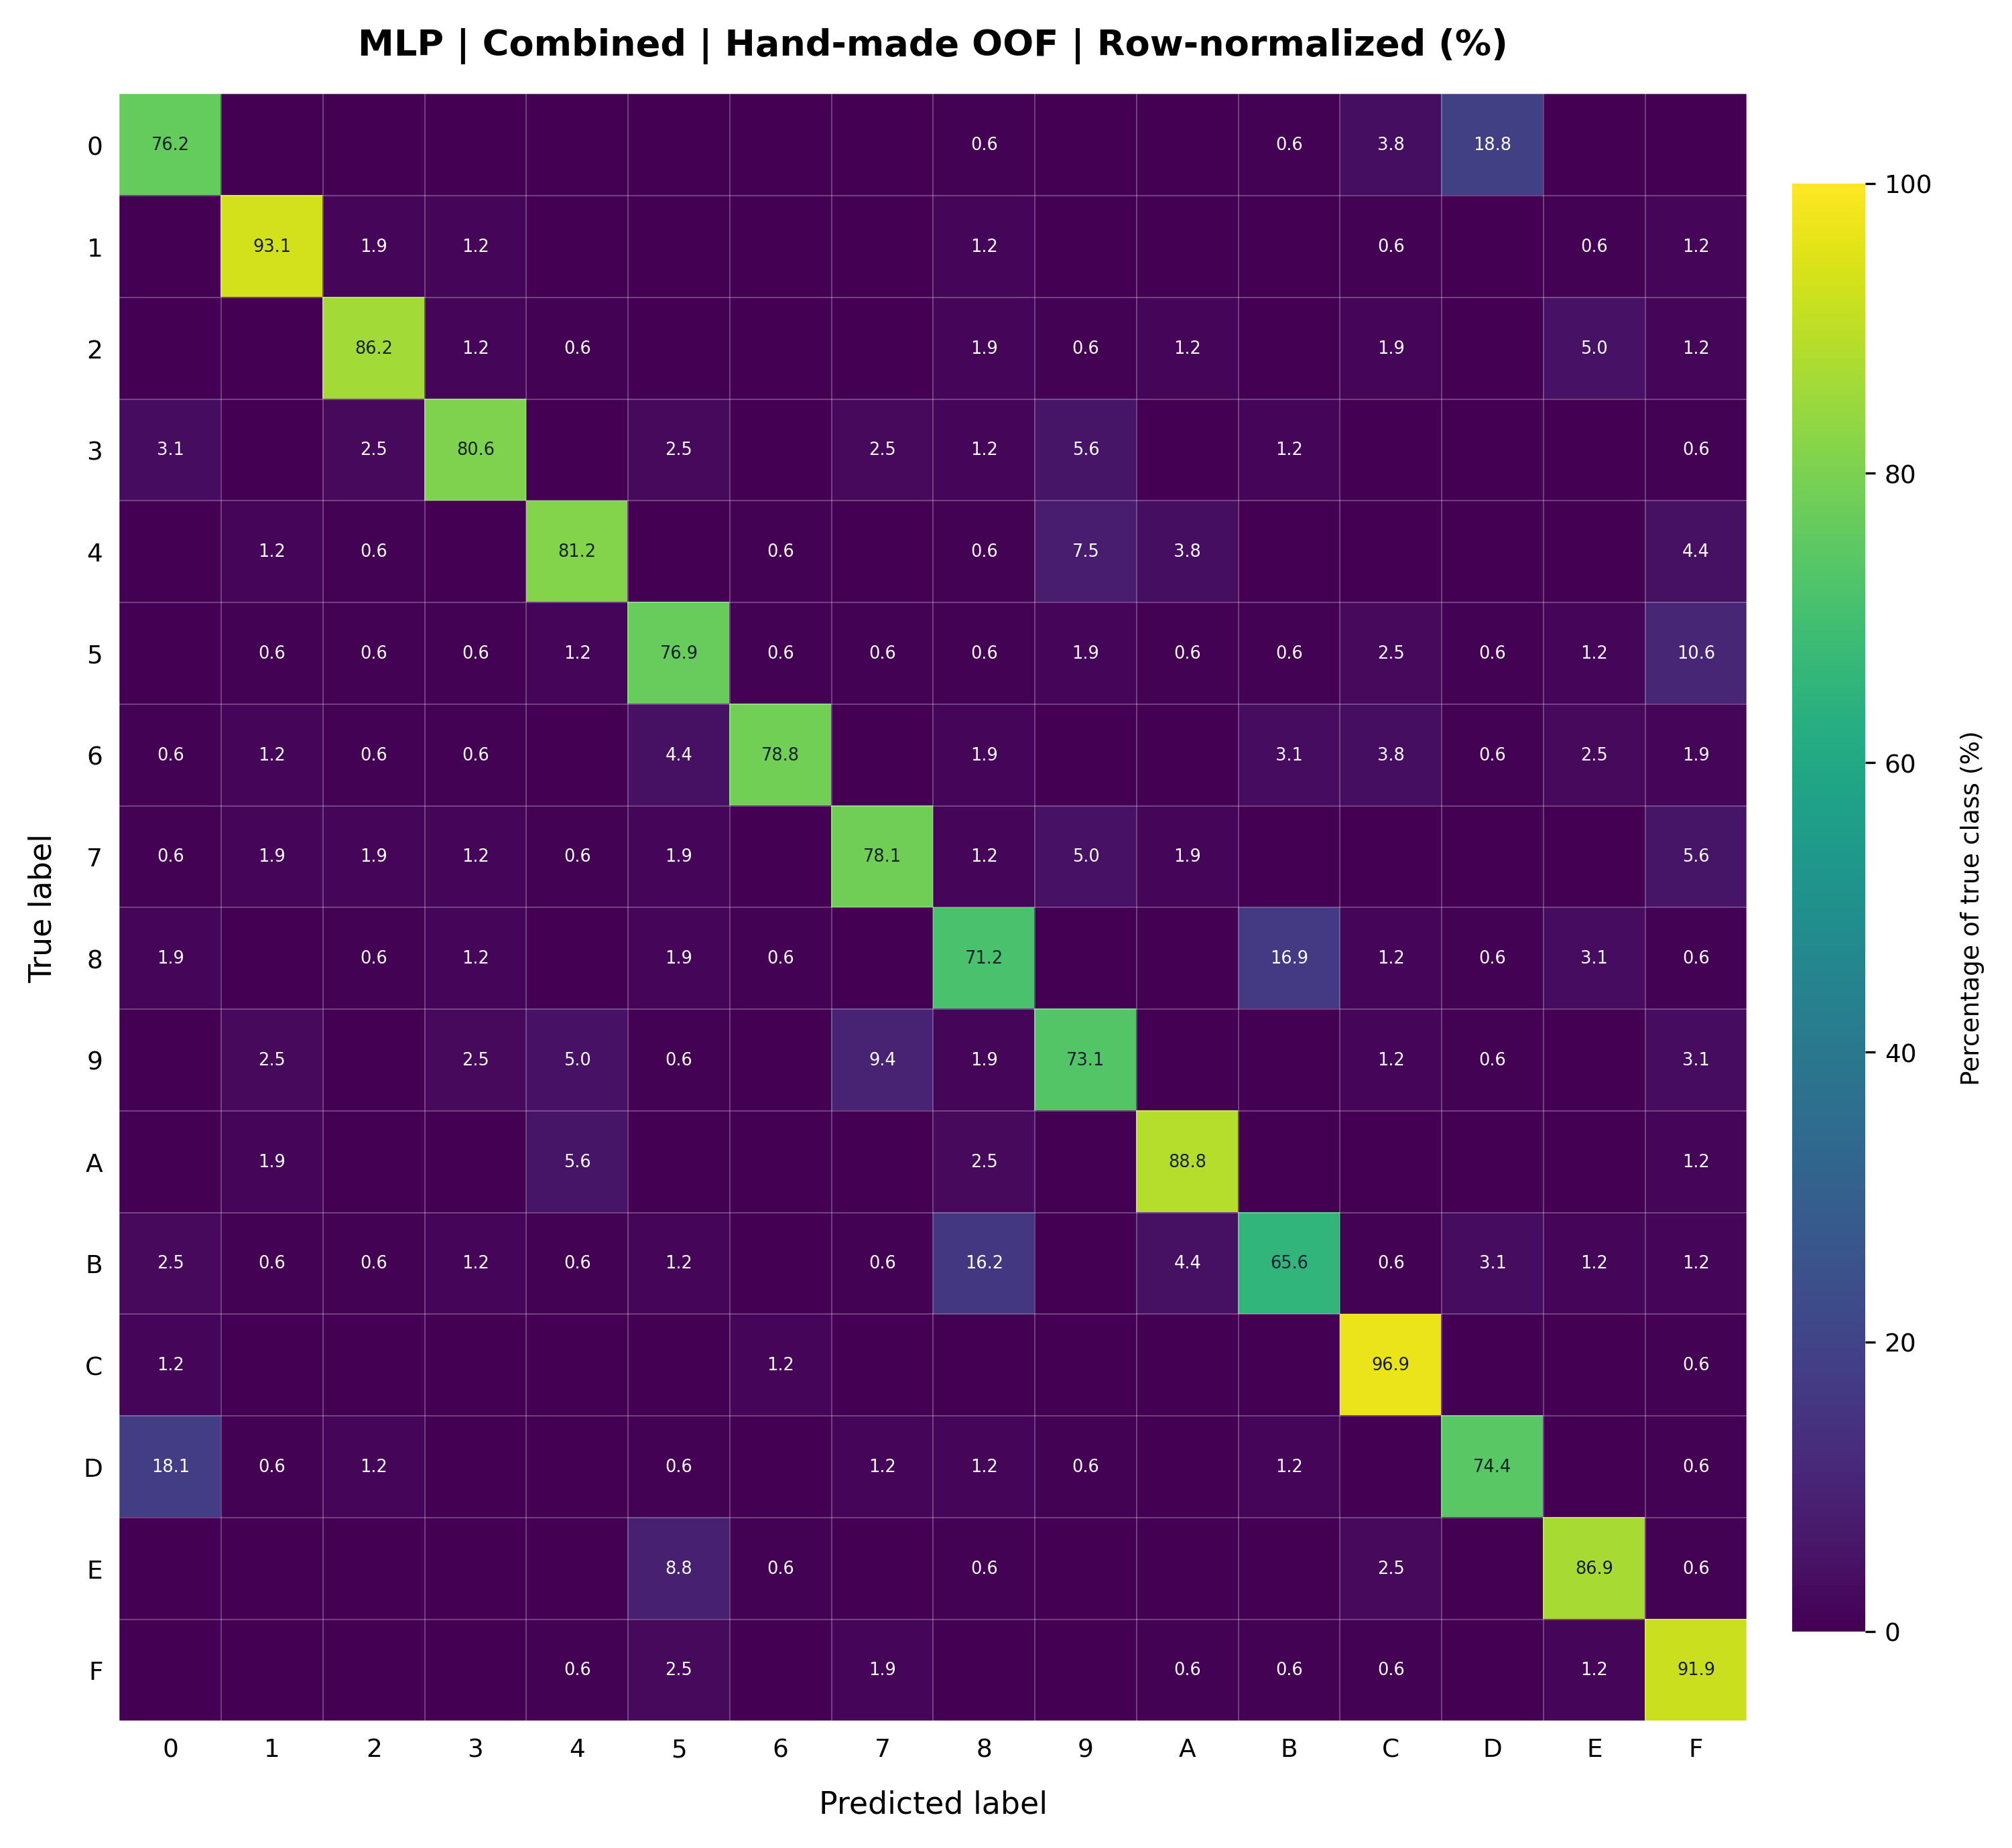 MLP | Combined | Hand-made OOF | Row-normalized (%)
0 76.2 0.6 0.6 3.8 18.8
1 93.1 1.9 1.2 1.2 0.6 0.6 1.2
2 86.2 1.2 0.6 1.9 0.6 1.2 1.9 5.0 1.2
3 3.1 2.5 80.6 2.5 2.5 1.2 5.6 1.2 0.6
4 1.2 0.6 81.2 0.6 0.6 7.5 3.8 4.4
5 0.6 0.6 0.6 1.2 76.9 0.6 0.6 0.6 1.9 0.6 0.6 2.5 0.6 1.2 10.6
6 0.6 1.2 0.6 0.6 4.4 78.8 1.9 3.1 3.8 0.6 2.5 1.9
7 0.6 1.9 1.9 1.2 0.6 1.9 78.1 1.2 5.0 1.9 5.6
8 1.9 0.6 1.2 1.9 0.6 71.2 16.9 1.2 0.6 3.1 0.6
9 2.5 2.5 5.0 0.6 9.4 1.9 73.1 1.2 0.6 3.1
A 1.9 5.6 2.5 88.8 1.2
B 2.5 0.6 0.6 1.2 0.6 1.2 0.6 16.2 4.4 65.6 0.6 3.1 1.2 1.2
C 1.2 1.2 96.9 0.6
D 18.1 0.6 1.2 0.6 1.2 1.2 0.6 1.2 74.4 0.6
E 8.8 0.6 0.6 2.5 86.9 0.6
F 0.6 2.5 1.9 0.6 0.6 0.6 1.2 91.9
0 1 2 3 4 5 6 7 8 9 A B C D E F
Predicted label
True label
100
80
60
40
20
0
Percentage of true class (%)